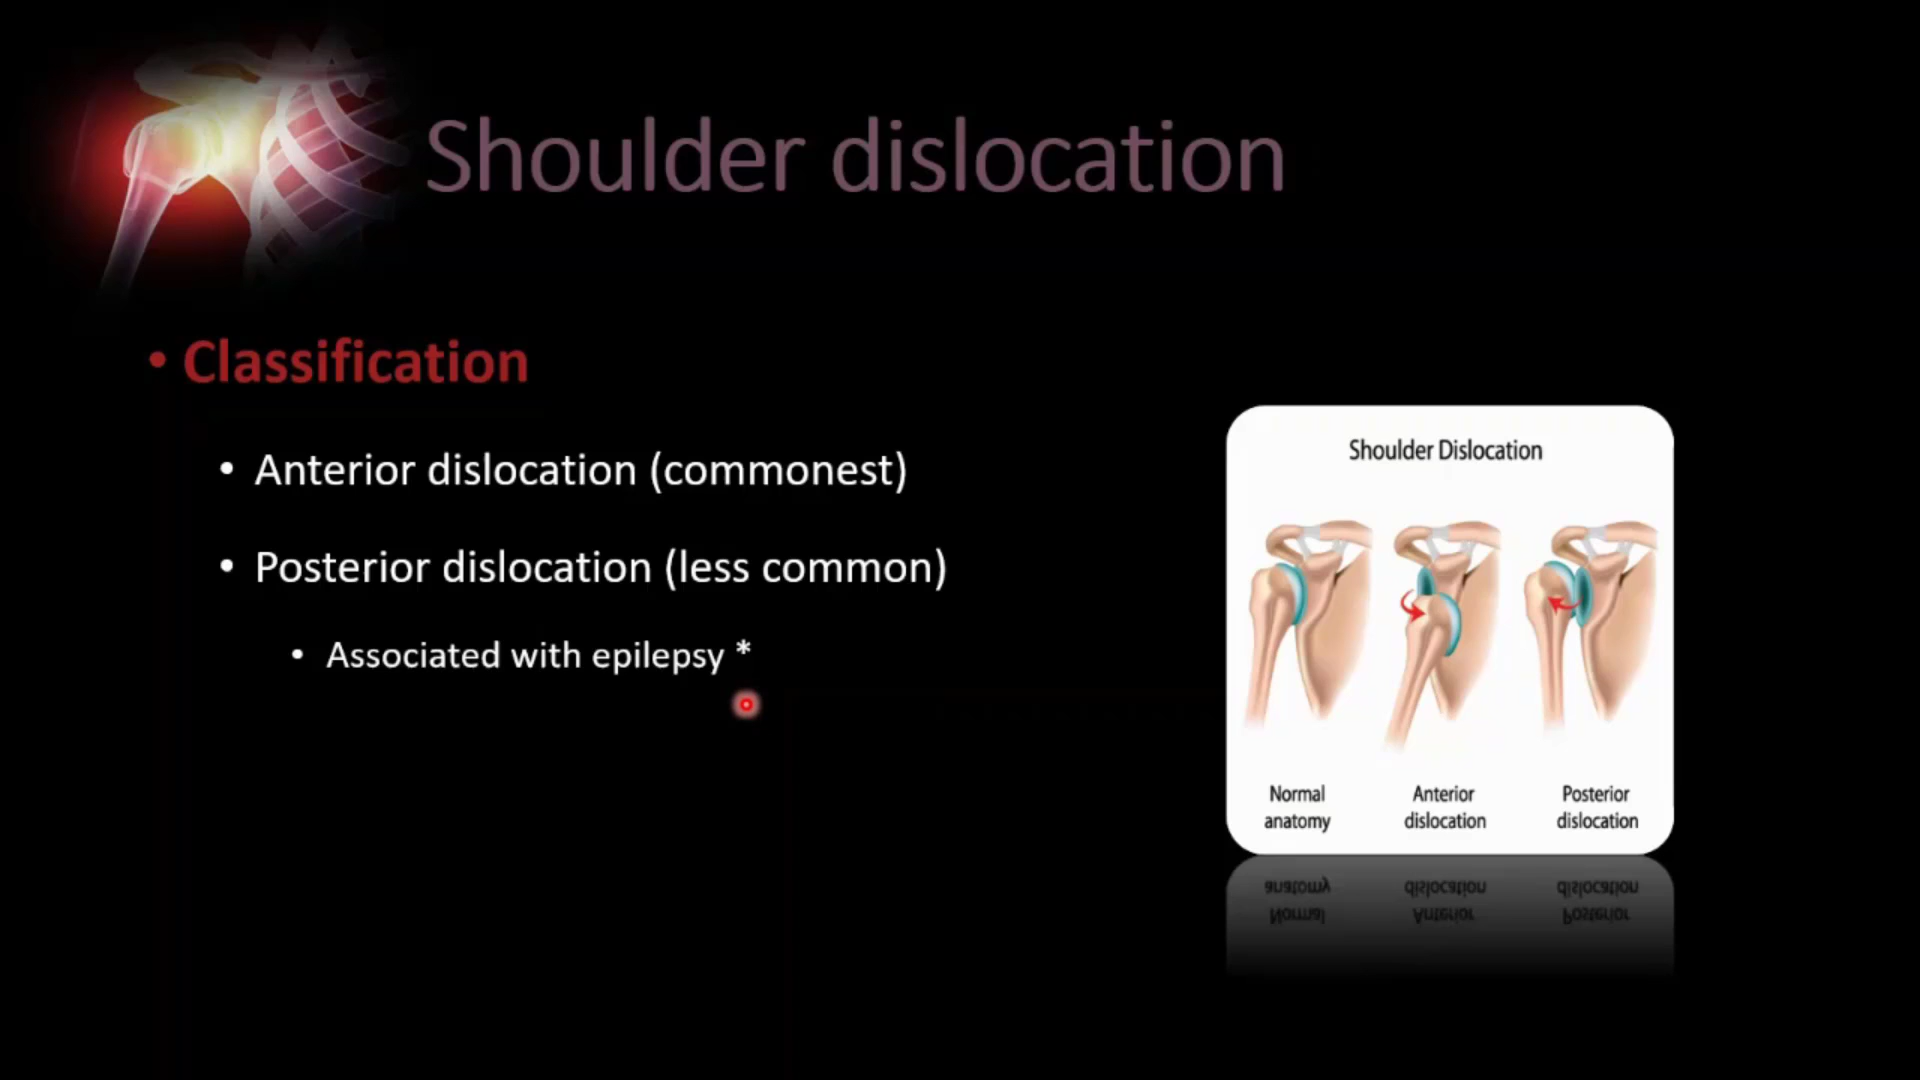 Shoulder dislocation
• Classification
• Anterior dislocation (commonest)
• Posterior dislocation (less common)
• Associated with epilepsy *
Shoulder Dislocation
Normal anatomy
Anterior dislocation
Posterior dislocation